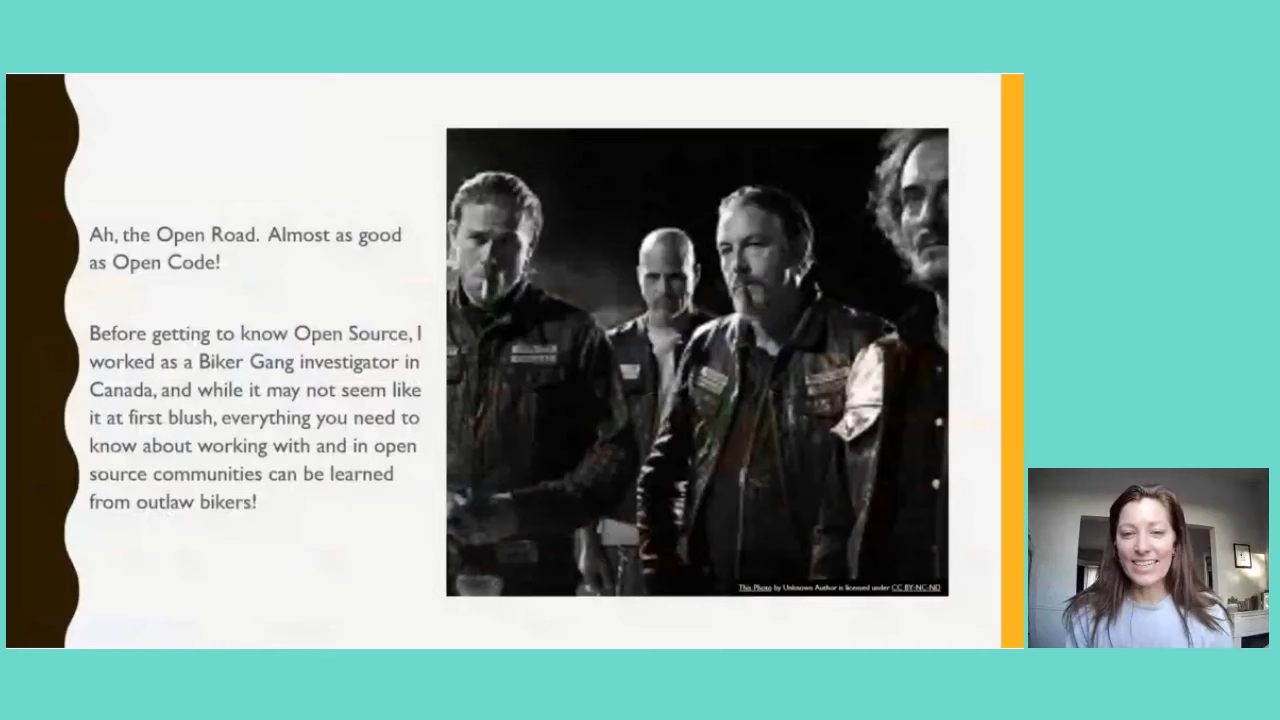 Ah, the Open Road. Almost as good
as Open Code!
Before getting to know Open Source, I
worked as a Biker Gang investigator in
Canada, and while it may not seem like
it at first blush, everything you need to
know about working with and in open
source communities can be learned
from outlaw bikers!
This Photo by Unknown Author is licensed under CC BY-NC-ND